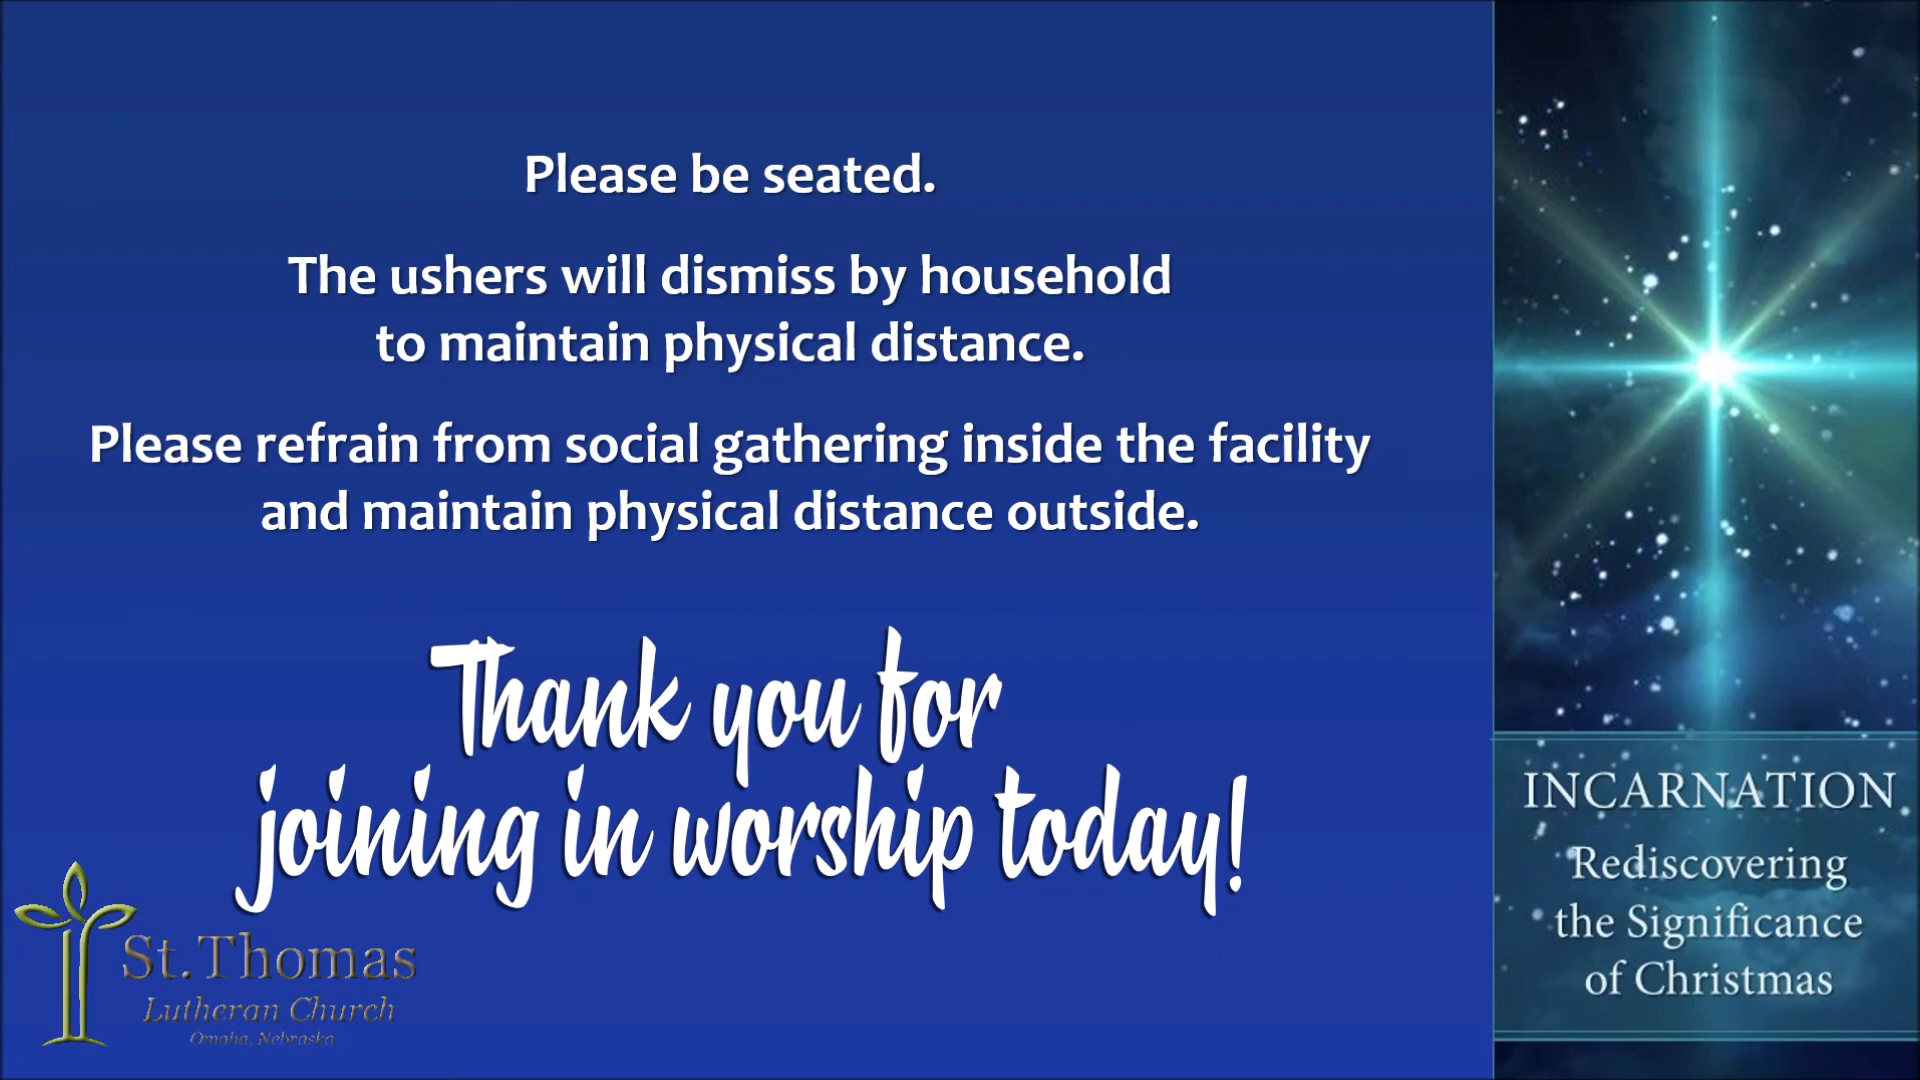 Please be seated.
The ushers will dismiss by household
to maintain physical distance.
Please refrain from social gathering inside the facility
and maintain physical distance outside.
Thank you for
joining in worship today!
St. Thomas
Lutheran Church
Omaha, Nebraska
INCARNATION
Rediscovering
the Significance
of Christmas